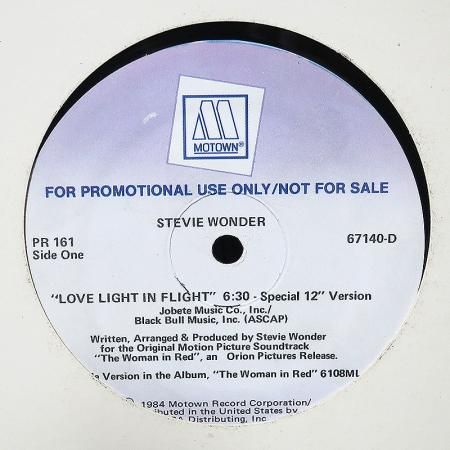 MOTOWN®
FOR PROMOTIONAL USE ONLY/NOT FOR SALE
STEVIE WONDER
PR 161
Side One
67140-D
"LOVE LIGHT IN FLIGHT" 6:30 - Special 12" Version
Jobete Music Co., Inc./
Black Bull Music, Inc. (ASCAP)
Written, Arranged & Produced by Stevie Wonder
for the Original Motion Picture Soundtrack
"The Woman in Red", an Orion Pictures Release.
Version in the Album, "The Woman in Red" 6108ML
© 1984 Motown Record Corporation/
in the United States by
Distributing, Inc.